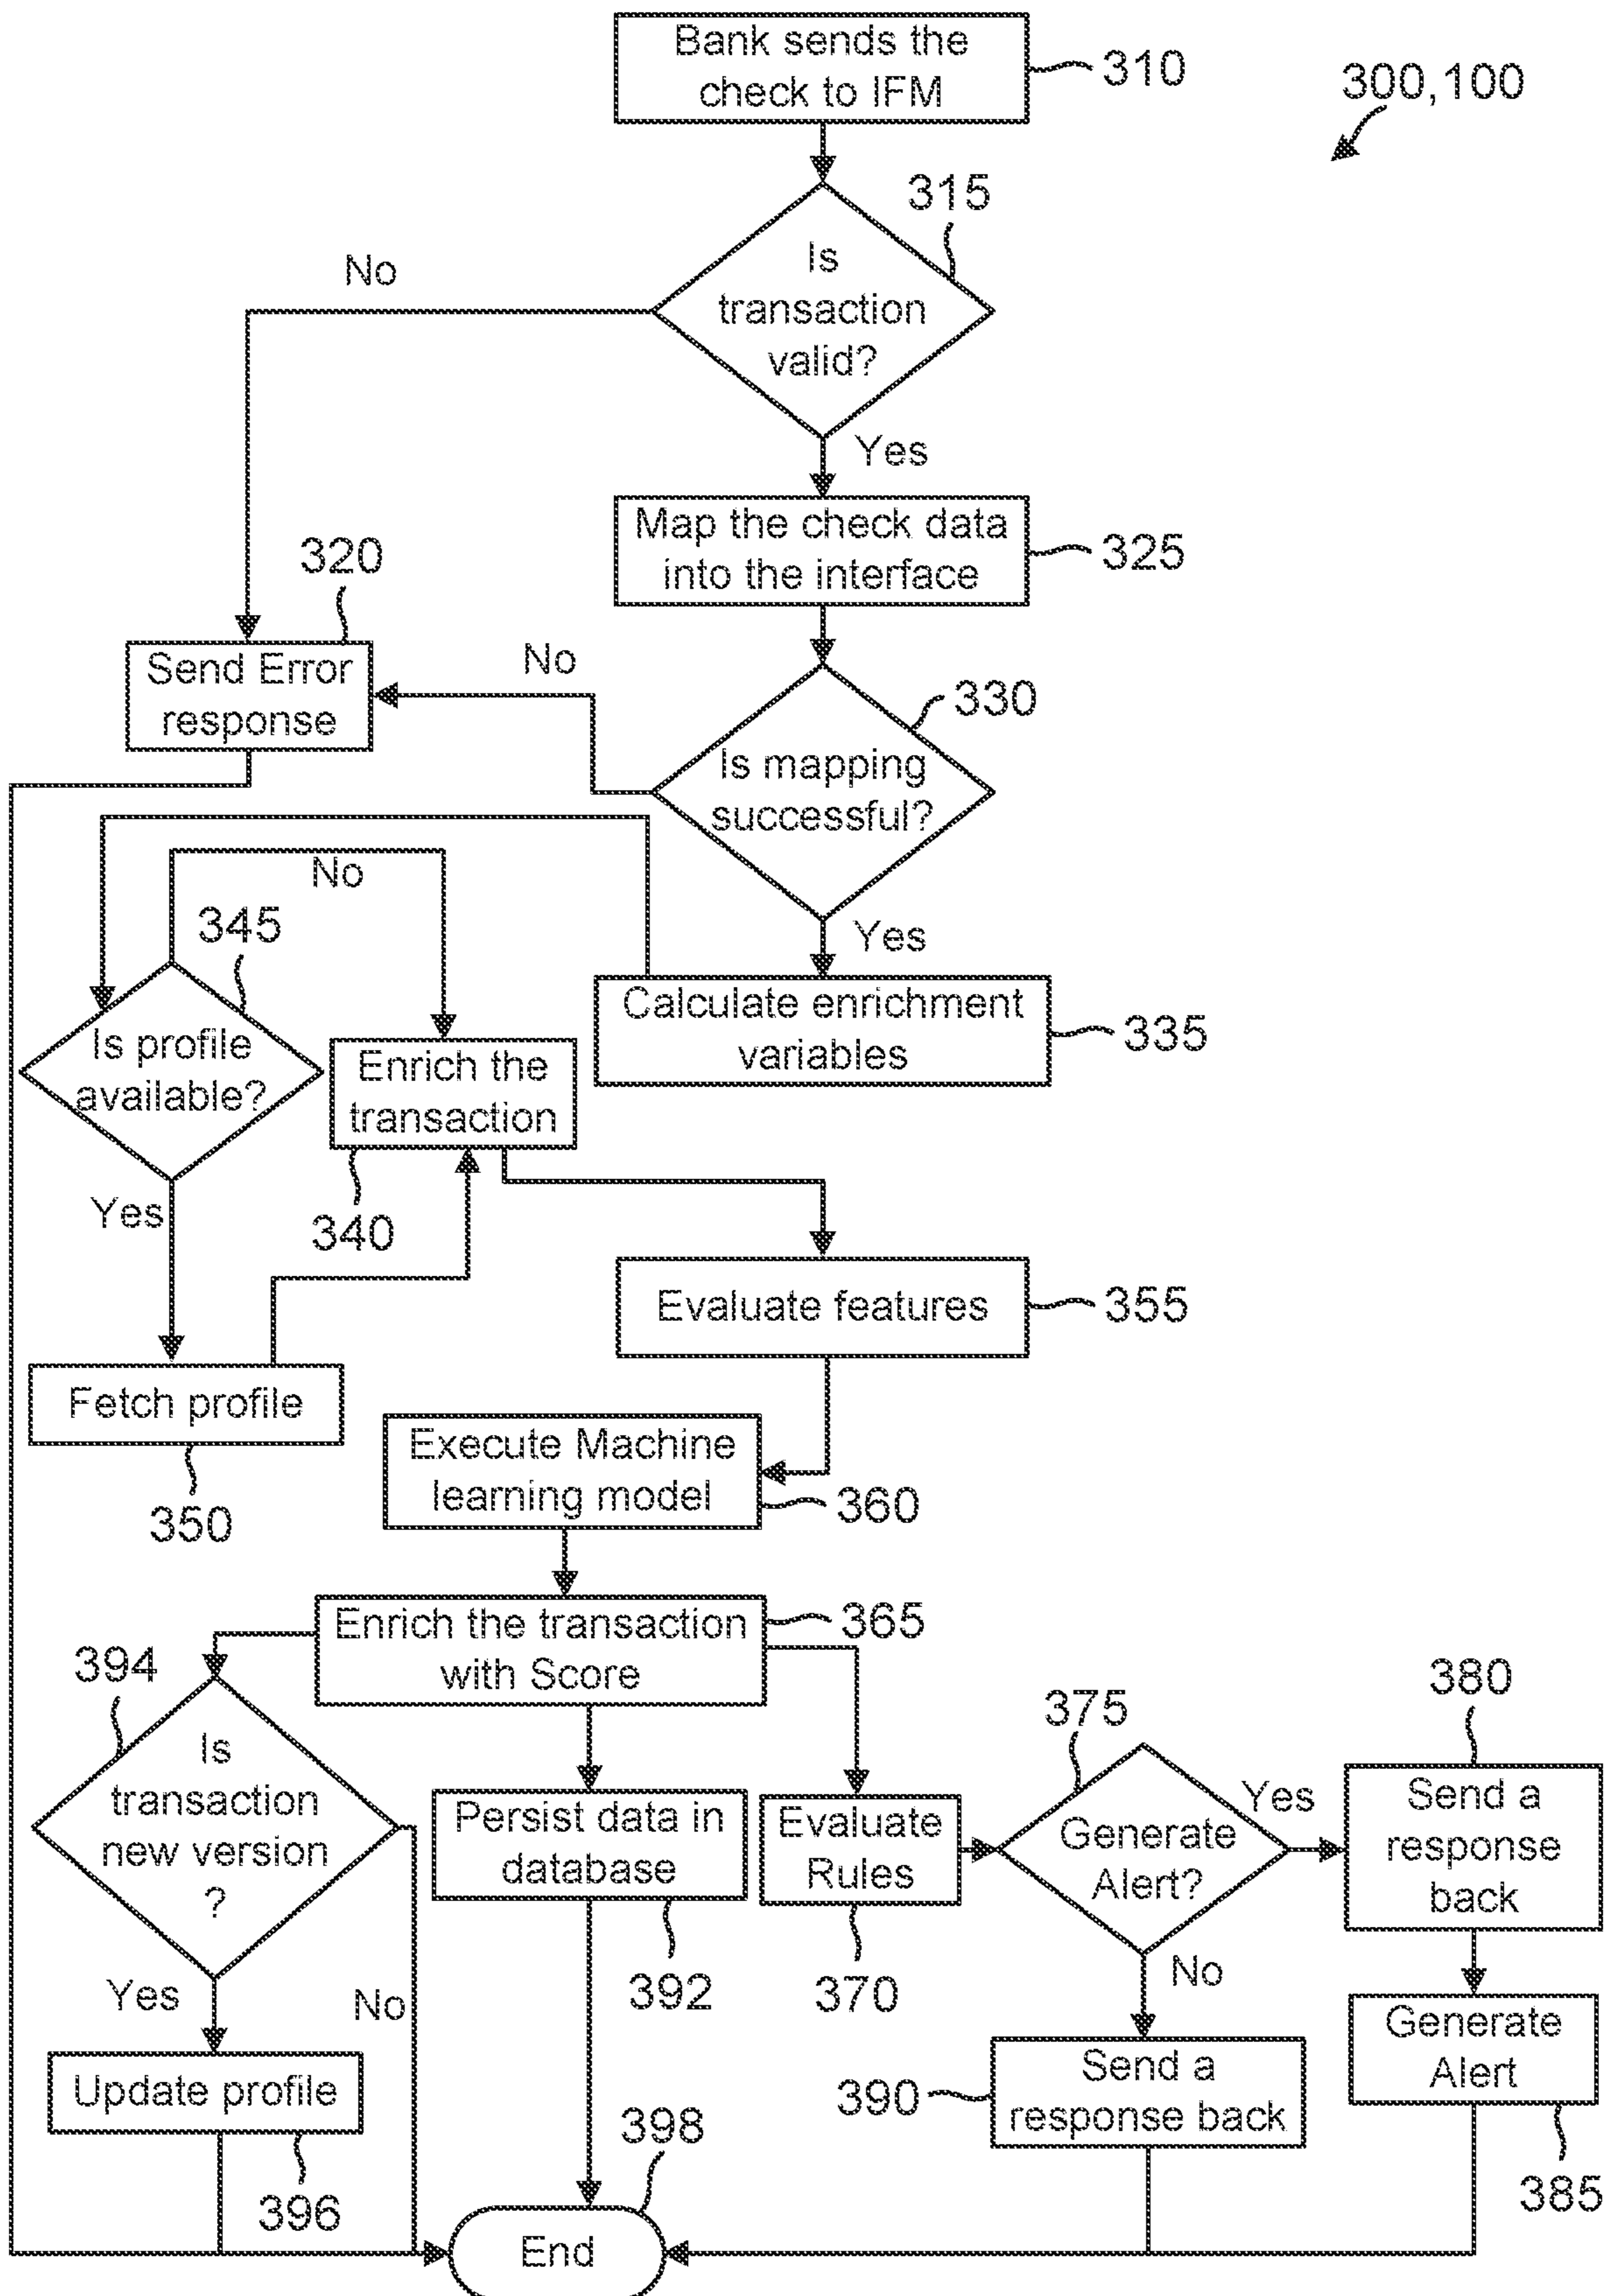 Bank sends the
check to IFM
310
300,100
315
Is
transaction
valid?
No
Yes
Map the check data
into the interface
325
320
Send Error
response
No
330
Is mapping
successful?
No
345
Yes
Calculate enrichment
variables
335
Is profile
available?
Enrich the
transaction
340
Yes
Evaluate features
355
Fetch profile
350
Execute Machine
learning model
360
Enrich the transaction
with Score
365
394
Is
transaction
new version
?
Persist data in
database
392
Evaluate
Rules
370
375
Generate
Alert?
Yes
380
Send a
response
back
Yes
No
No
Generate
Alert
385
Update profile
396
390
Send a
response back
398
End